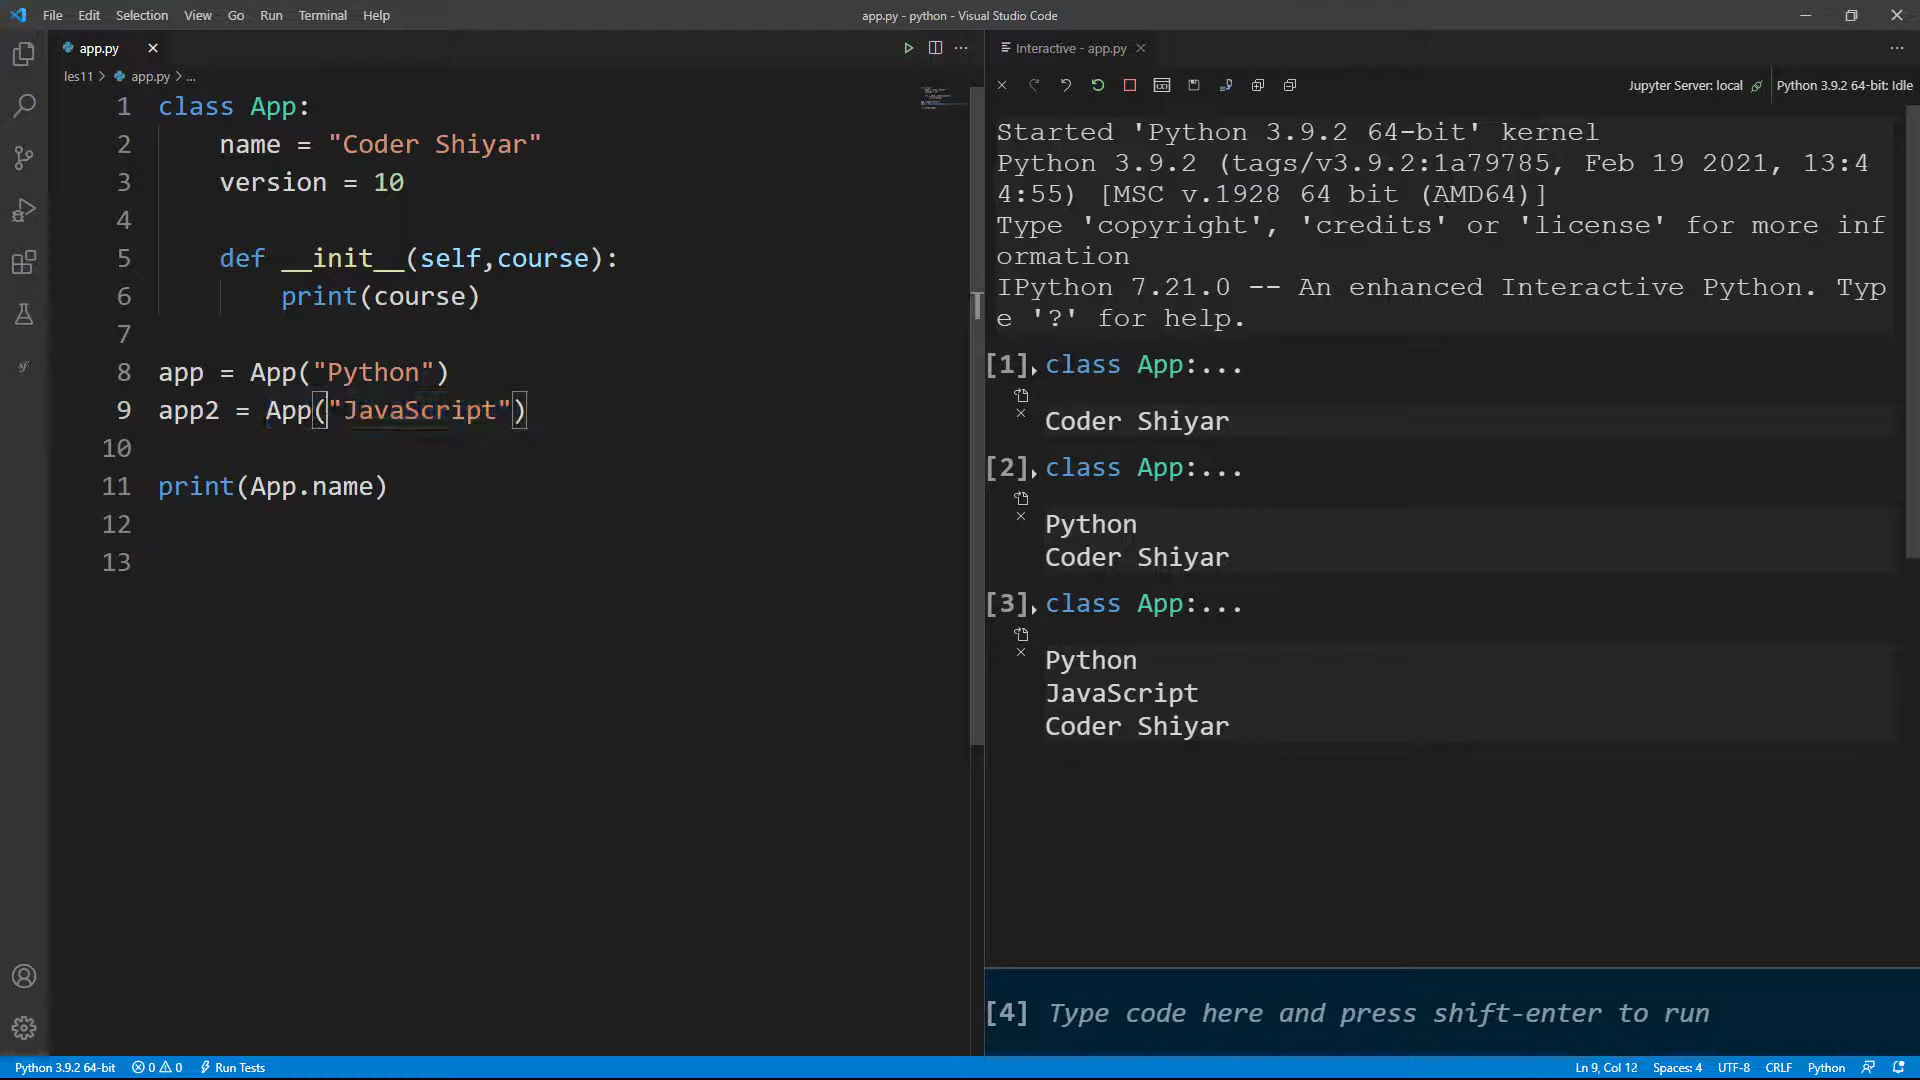 File Edit Selection View Go Run Terminal Help
app.py - python - Visual Studio Code
app.py
les11 > app.py > ...
1 class App:
2 name = "Coder Shiyar"
3 version = 10
4
5 def __init__(self,course):
6 print(course)
7
8 app = App("Python")
9 app2 = App("JavaScript")
10
11 print(App.name)
12
13
Interactive - app.py
Jupyter Server: local Python 3.9.2 64-bit: Idle
Started 'Python 3.9.2 64-bit' kernel
Python 3.9.2 (tags/v3.9.2:1a79785, Feb 19 2021, 13:4
4:55) [MSC v.1928 64 bit (AMD64)]
Type 'copyright', 'credits' or 'license' for more inf
ormation
IPython 7.21.0 -- An enhanced Interactive Python. Typ
e '?' for help.
[1] class App:...
Coder Shiyar
[2] class App:...
Python
Coder Shiyar
[3] class App:...
Python
JavaScript
Coder Shiyar
[4] Type code here and press shift-enter to run
Python 3.9.2 64-bit 0 0 Run Tests
Ln 9, Col 12 Spaces: 4 UTF-8 CRLF Python